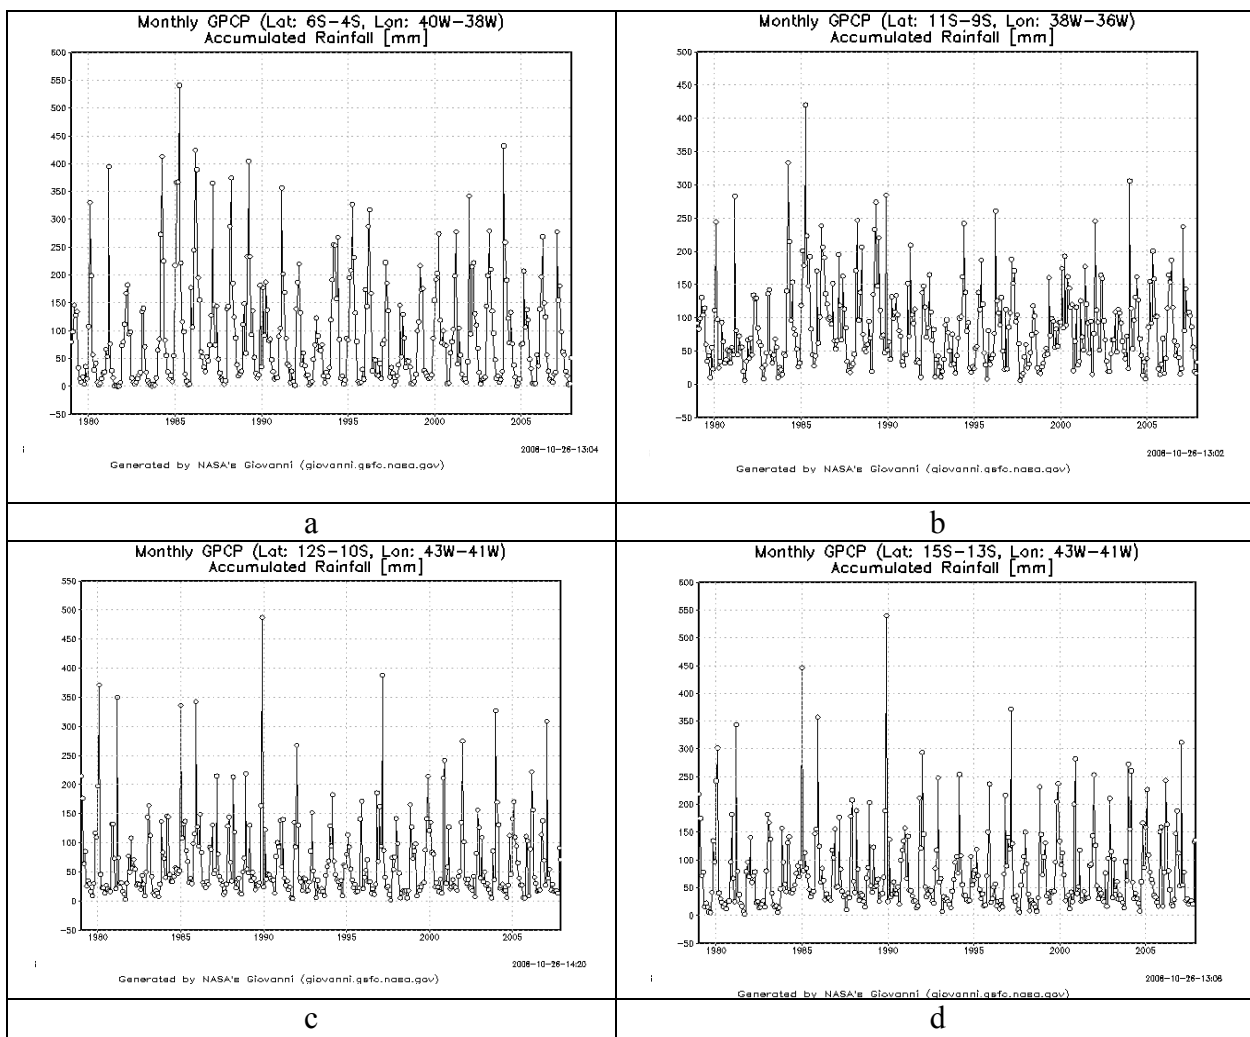 Monthly GPCP (Lat: 6S-4S, Lon: 40W-38W)
Accumulated Rainfall [mm]
600
550
500
450
400
350
300
250
200
150
100
50
0
-50
1980 1985 1990 1995 2000 2005
2008-10-26-13:04
Generated by NASA's Giovanni (giovanni.gsfc.nasa.gov)
a
Monthly GPCP (Lat: 11S-9S, Lon: 38W-36W)
Accumulated Rainfall [mm]
500
450
400
350
300
250
200
150
100
50
0
-50
1980 1985 1990 1995 2000 2005
2008-10-26-13:02
Generated by NASA's Giovanni (giovanni.gsfc.nasa.gov)
b
Monthly GPCP (Lat: 12S-10S, Lon: 43W-41W)
Accumulated Rainfall [mm]
550
500
450
400
350
300
250
200
150
100
50
0
-50
1980 1985 1990 1995 2000 2005
2008-10-26-14:20
Generated by NASA's Giovanni (giovanni.gsfc.nasa.gov)
c
Monthly GPCP (Lat: 15S-13S, Lon: 43W-41W)
Accumulated Rainfall [mm]
600
550
500
450
400
350
300
250
200
150
100
50
0
-50
1980 1985 1990 1995 2000 2005
2008-10-26-13:06
Generated by NASA's Giovanni (giovanni.gsfc.nasa.gov)
d